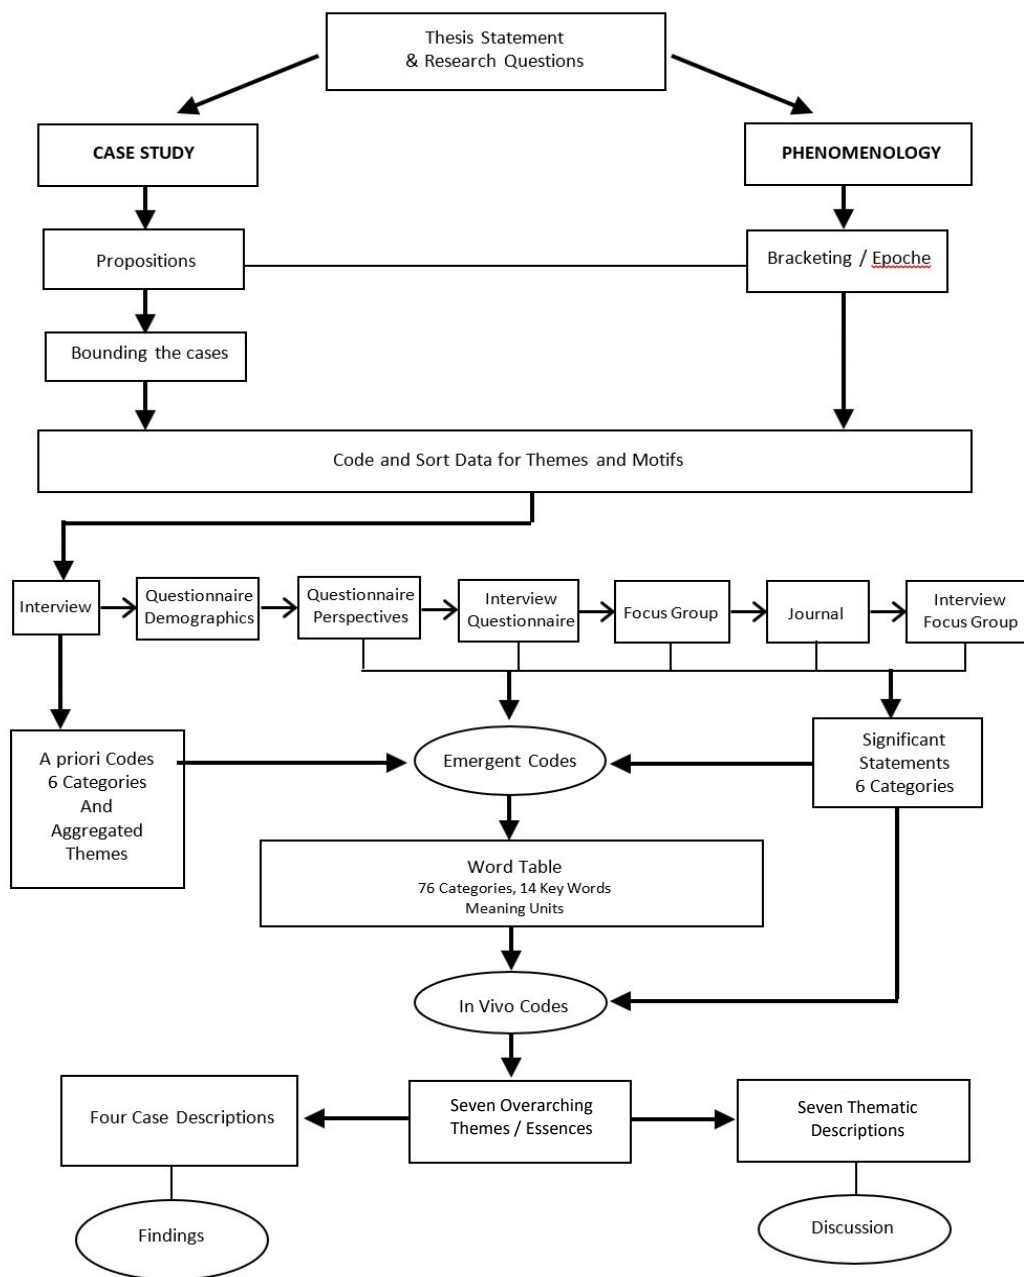 Thesis Statement
& Research Questions
CASE STUDY
PHENOMENOLOGY
Propositions
Bracketing / Epoche
Bounding the cases
Code and Sort Data for Themes and Motifs
Interview
Questionnaire
Demographics
Questionnaire
Perspectives
Interview
Questionnaire
Focus Group
Journal
Interview
Focus Group
A priori Codes
6 Categories
And
Aggregated
Themes
Emergent Codes
Significant
Statements
6 Categories
Word Table
76 Categories, 14 Key Words
Meaning Units
In Vivo Codes
Four Case Descriptions
Seven Overarching
Themes / Essences
Seven Thematic
Descriptions
Findings
Discussion